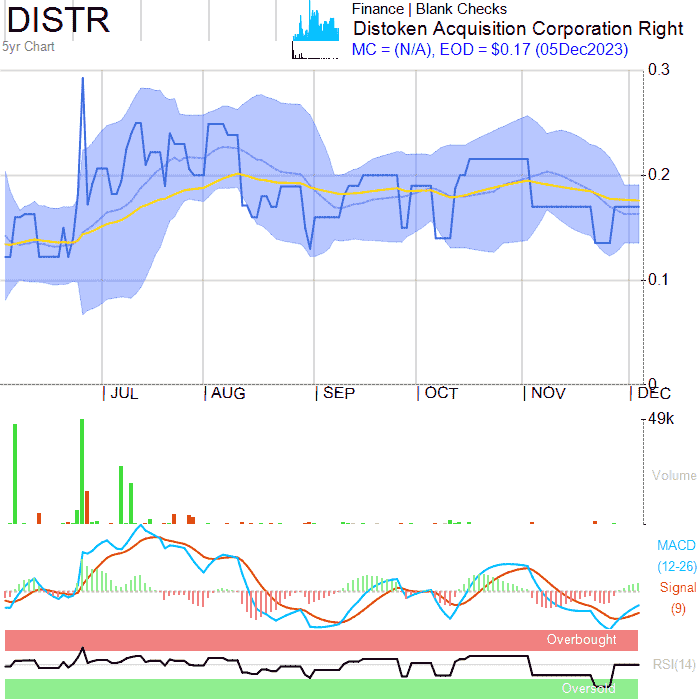 DISTR
5yr Chart
Finance | Blank Checks
Distoken Acquisition Corporation Right
MC = (N/A), EOD = $0.17 (05Dec2023)
0.3
0.2
0.1
0
JUL
AUG
SEP
OCT
NOV
DEC
49k
Volume
MACD
(12-26)
Signal
(9)
Overbought
RSI(14)
Oversold